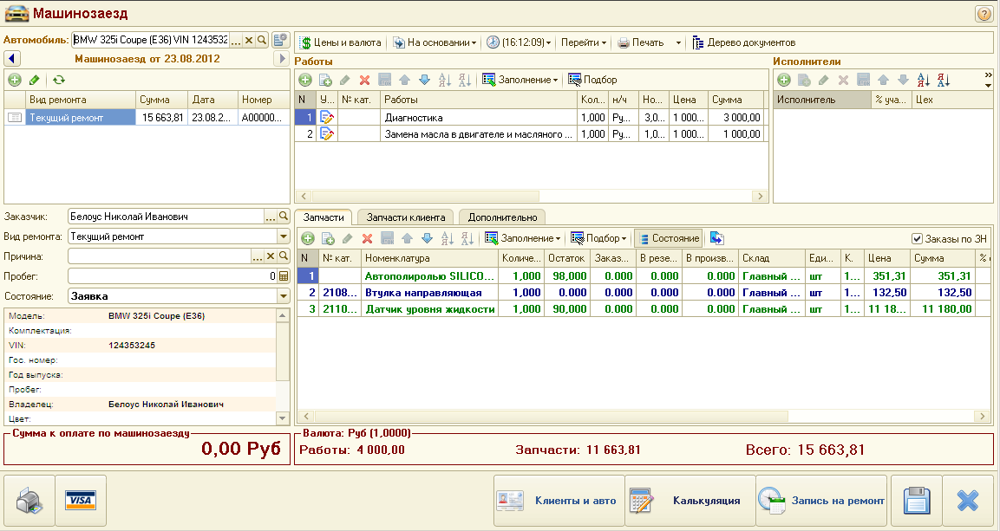 Машинозаезд
Автомобиль: BMW 325i Coupe (E36) VIN 1243532 ...
Цены и валюта На основании (16:12:09) Перейти Печать Дерево документов
Машинозаезд от 23.08.2012
Работы
Исполнители
Заполнение Подбор
Вид ремонта Сумма Дата Номер
Текущий ремонт 15 663,81 23.08.2... А00000...
N У... № кат. Работы Кол... н/ч Но... Цена Сумма
1 Диагностика 1,000 Ру... 3,0... 1 000... 3 000,00
2 Замена масла в двигателе и масляного ... 1,000 Ру... 1,0... 1 000... 1 000,00
Исполнитель % уча... Цех
Заказчик: Белоус Николай Иванович ...
Вид ремонта: Текущий ремонт
Причина: ...
Пробег: 0
Состояние: Заявка
Запчасти Запчасти клиента Дополнительно
Заполнение Подбор Состояние Заказы по ЗН
N № кат. Номенклатура Количе... Остаток Заказ... В резе... В произв... Склад Еди... К. Цена Сумма %
1 Автополиролью SILICO... 1,000 98,000 0.000 0.000 0.000 Главный ... шт 1... 351,31 351,31
2 2108... Втулка направляющая 1,000 0.000 0.000 0.000 0.000 Главный ... шт 1... 132,50 132,50
3 2110... Датчик уровня жидкости 1,000 90,000 0.000 0.000 0.000 Главный ... шт 1... 11 18... 11 180,00
Модель: BMW 325i Coupe (E36)
Комплектация:
VIN: 124353245
Гос. номер:
Год выпуска:
Пробег:
Владелец: Белоус Николай Иванович
Цвет:
Сумма к оплате по машинозаезду
0,00 Руб
Валюта: Руб (1,0000)
Работы: 4 000,00 Запчасти: 11 663,81 Всего: 15 663,81
VISA
Клиенты и авто Калькуляция Запись на ремонт